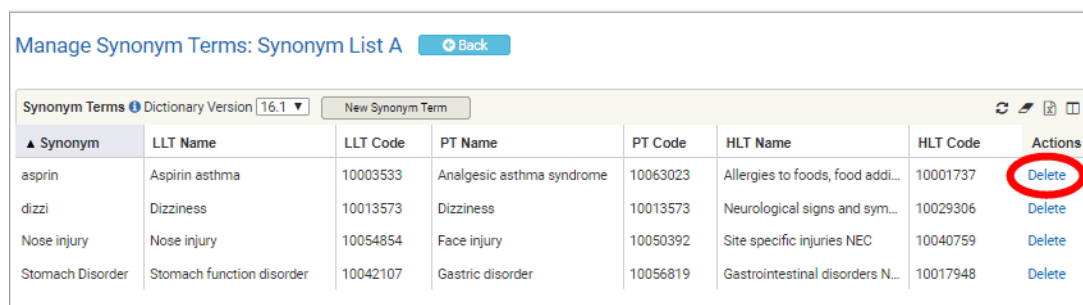 Manage Synonym Terms: Synonym List A Back
Synonym Terms Dictionary Version 16.1 ▼ New Synonym Term
▲ Synonym LLT Name LLT Code PT Name PT Code HLT Name HLT Code Actions
asprin Aspirin asthma 10003533 Analgesic asthma syndrome 10063023 Allergies to foods, food addi... 10001737 Delete
dizzi Dizziness 10013573 Dizziness 10013573 Neurological signs and sym... 10029306 Delete
Nose injury Nose injury 10054854 Face injury 10050392 Site specific injuries NEC 10040759 Delete
Stomach Disorder Stomach function disorder 10042107 Gastric disorder 10056819 Gastrointestinal disorders N... 10017948 Delete